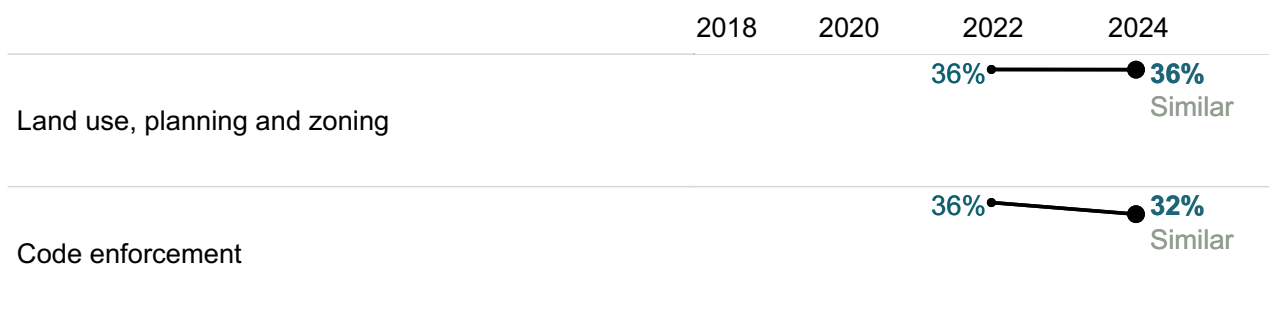 2018 2020 2022 2024
36% 36%
Similar
Land use, planning and zoning
36% 32%
Similar
Code enforcement